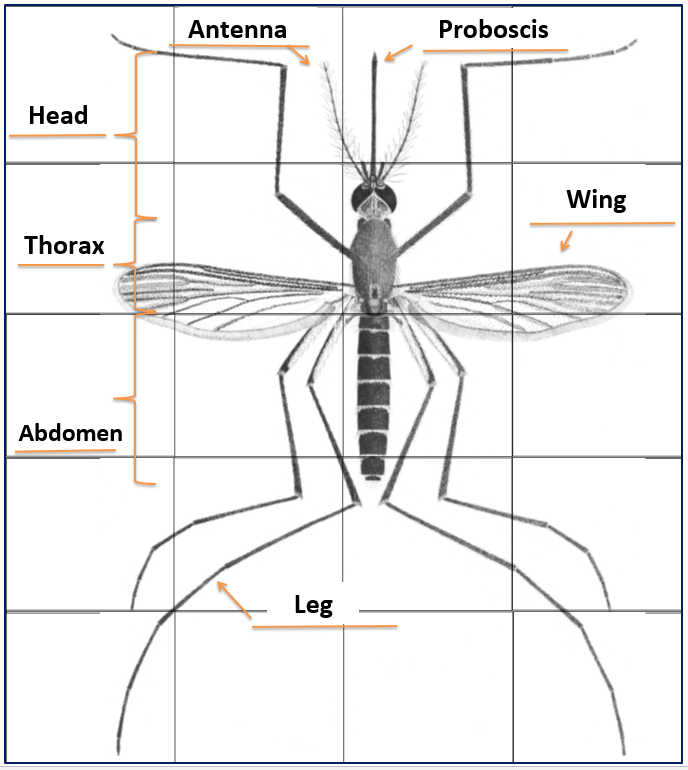 Antenna
Proboscis
Head
Wing
Thorax
Abdomen
Leg